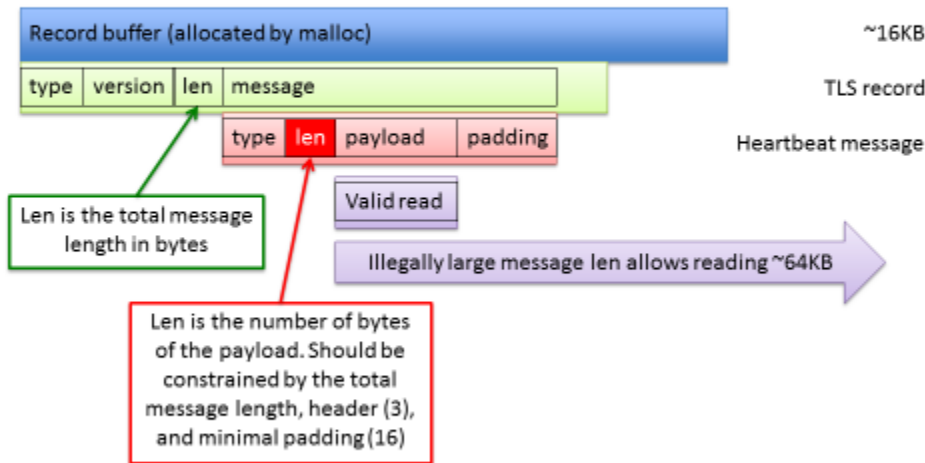 Record buffer (allocated by malloc) ~16KB
type version len message TLS record
type len payload padding Heartbeat message
Valid read
Len is the total message
length in bytes
Illegally large message len allows reading ~64KB
Len is the number of bytes
of the payload. Should be
constrained by the total
message length, header (3),
and minimal padding (16)